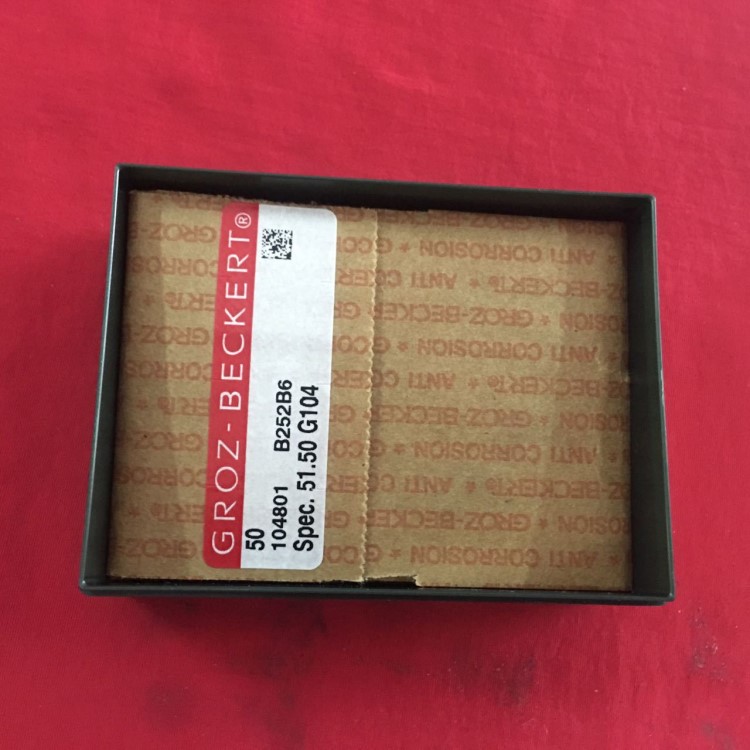 GROZ-BECKERT®
50
104801 B252B6
Spec. 51.50 G104
GROZ-BECKERT® * ANTI CORROSION *